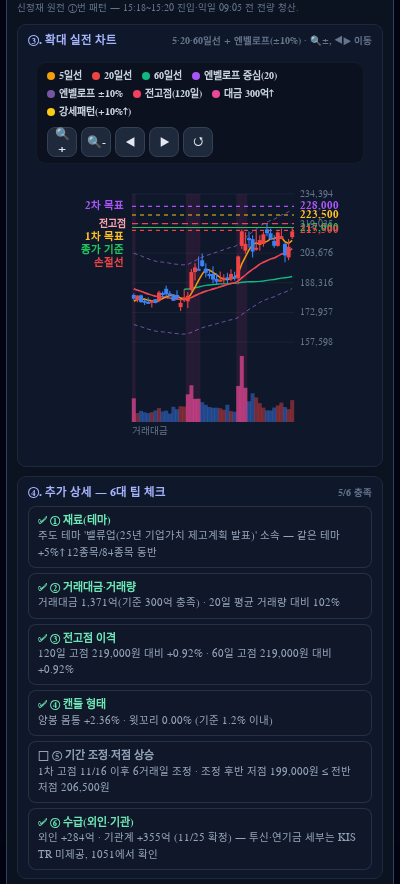 신정재 원전 ①번 패턴 — 15:18~15:20 진입·익일 09:05 전 전량 청산.
③. 확대 실전 차트
5·20·60일선 + 엔벨로프(±10%) · 🔍±, ◀▶ 이동
5일선 20일선 60일선 엔벨로프 중심(20)
엔벨로프 ±10% 전고점(120일) 대금 300억↑
강세패턴(+10%↑)
🔍+ 🔍- ◀ ▶ ↺
234,394
2차 목표 228,000
223,500
전고점
1차 목표
종가 기준
손절선
203,676
188,316
172,957
157,598
거래대금
④. 추가 상세 — 6대 팁 체크
5/6 충족
✅ ① 재료(테마)
주도 테마 '밸류업(25년 기업가치 제고계획 발표)' 소속 — 같은 테마
+5%↑12종목/84종목 동반
✅ ② 거래대금·거래량
거래대금 1,371억(기준 300억 충족) · 20일 평균 거래량 대비 102%
✅ ③ 전고점 이격
120일 고점 219,000원 대비 +0.92% · 60일 고점 219,000원 대비
+0.92%
✅ ④ 캔들 형태
양봉 몸통 +2.36% · 윗꼬리 0.00% (기준 1.2% 이내)
☐ ⑤ 기간 조정·저점 상승
1차 고점 11/16 이후 6거래일 조정 · 조정 후반 저점 199,000원 ≤ 전반
저점 206,500원
✅ ⑥ 수급(외인·기관)
외인 +284억 · 기관계 +355억 (11/25 확정) — 투신·연기금 세부는 KIS
TR 미제공, 1051에서 확인